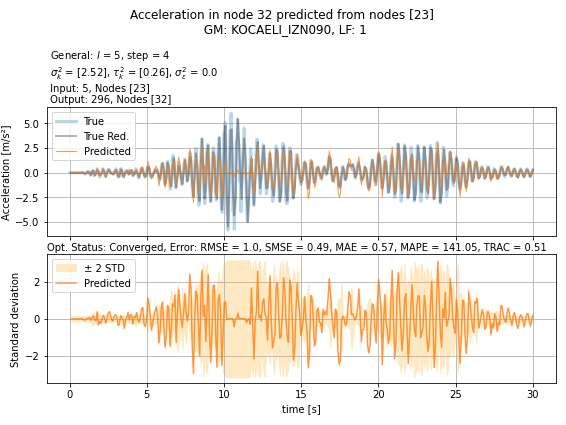 Acceleration in node 32 predicted from nodes [23]
GM: KOCAELI_IZN090, LF: 1
General: l = 5, step = 4
σ²ₖ = [2.52], τ²ₖ = [0.26], σ²ε = 0.0
Input: 5, Nodes [23]
Output: 296, Nodes [32]
Acceleration [m/s²]
5.0
2.5
0.0
−2.5
−5.0
True
True Red.
Predicted
Opt. Status: Converged, Error: RMSE = 1.0, SMSE = 0.49, MAE = 0.57, MAPE = 141.05, TRAC = 0.51
Standard deviation
2
0
−2
± 2 STD
Predicted
0 5 10 15 20 25 30
time [s]